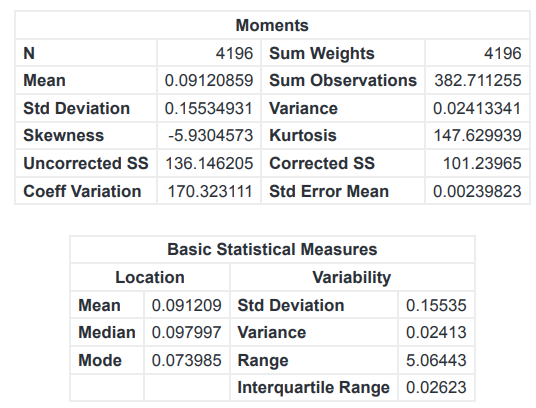 Moments
N 4196 Sum Weights 4196
Mean 0.09120859 Sum Observations 382.711255
Std Deviation 0.15534931 Variance 0.02413341
Skewness -5.9304573 Kurtosis 147.629939
Uncorrected SS 136.146205 Corrected SS 101.23965
Coeff Variation 170.323111 Std Error Mean 0.00239823
Basic Statistical Measures
Location Variability
Mean 0.091209 Std Deviation 0.15535
Median 0.097997 Variance 0.02413
Mode 0.073985 Range 5.06443
Interquartile Range 0.02623